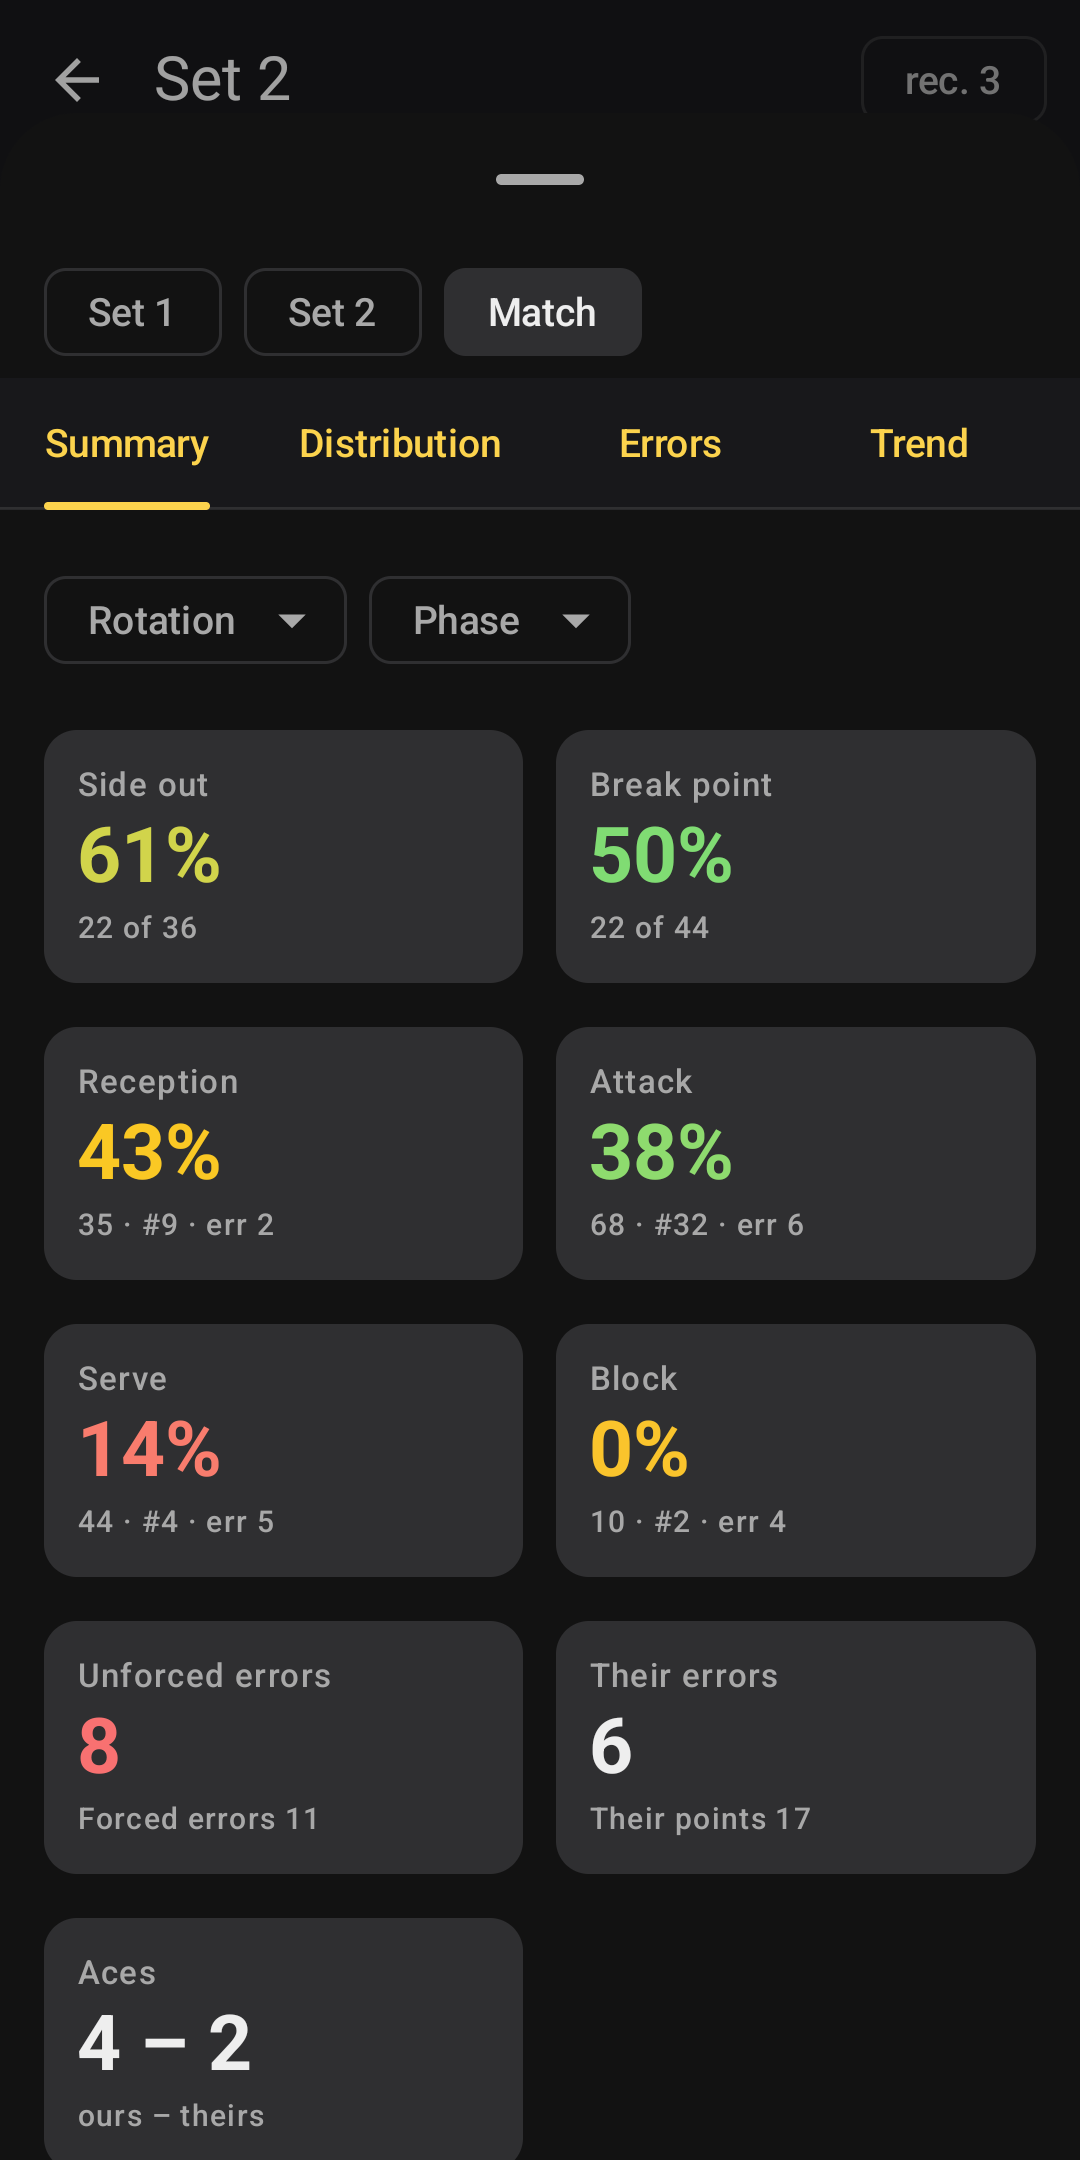 Set 2
rec. 3
Set 1
Set 2
Match
Summary
Distribution
Errors
Trend
Rotation
Phase
Side out
61%
22 of 36
Break point
50%
22 of 44
Reception
43%
35 · #9 · err 2
Attack
38%
68 · #32 · err 6
Serve
14%
44 · #4 · err 5
Block
0%
10 · #2 · err 4
Unforced errors
8
Forced errors 11
Their errors
6
Their points 17
Aces
4 – 2
ours – theirs